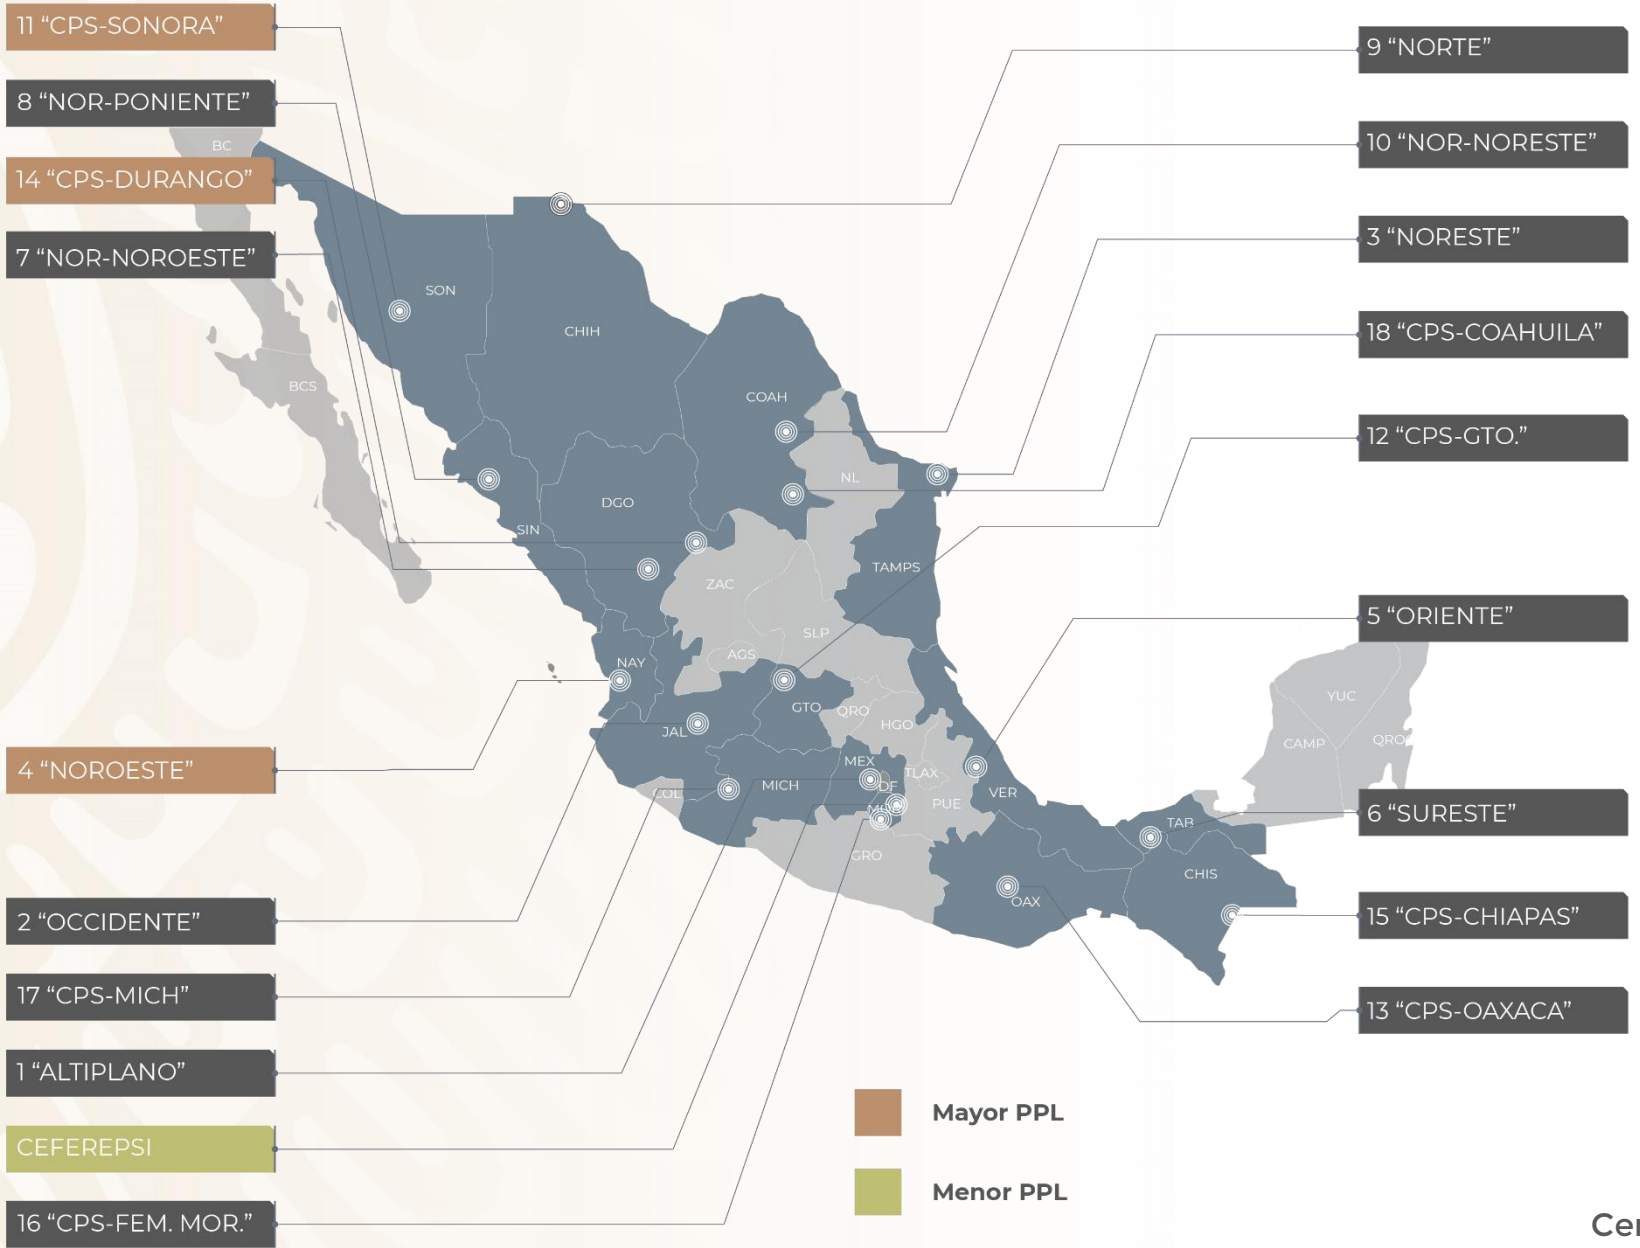 11 “CPS-SONORA”
8 “NOR-PONIENTE”
14 “CPS-DURANGO”
7 “NOR-NOROESTE”
4 “NOROESTE”
2 “OCCIDENTE”
17 “CPS-MICH”
1 “ALTIPLANO”
CEFEREPSI
16 “CPS-FEM. MOR.”
9 “NORTE”
10 “NOR-NORESTE”
3 “NORESTE”
18 “CPS-COAHUILA”
12 “CPS-GTO.”
5 “ORIENTE”
6 “SURESTE”
15 “CPS-CHIAPAS”
13 “CPS-OAXACA”
BC
SON
CHIH
BCS
COAH
NL
DGO
SIN
TAMPS
ZAC
SLP
AGS
NAY
GTO
QRO
HGO
JAL
MEX
TLAX
DF
MICH
COL
PUE
VER
GRO
OAX
TAB
CHIS
YUC
CAMP
QRO
Mayor PPL
Menor PPL